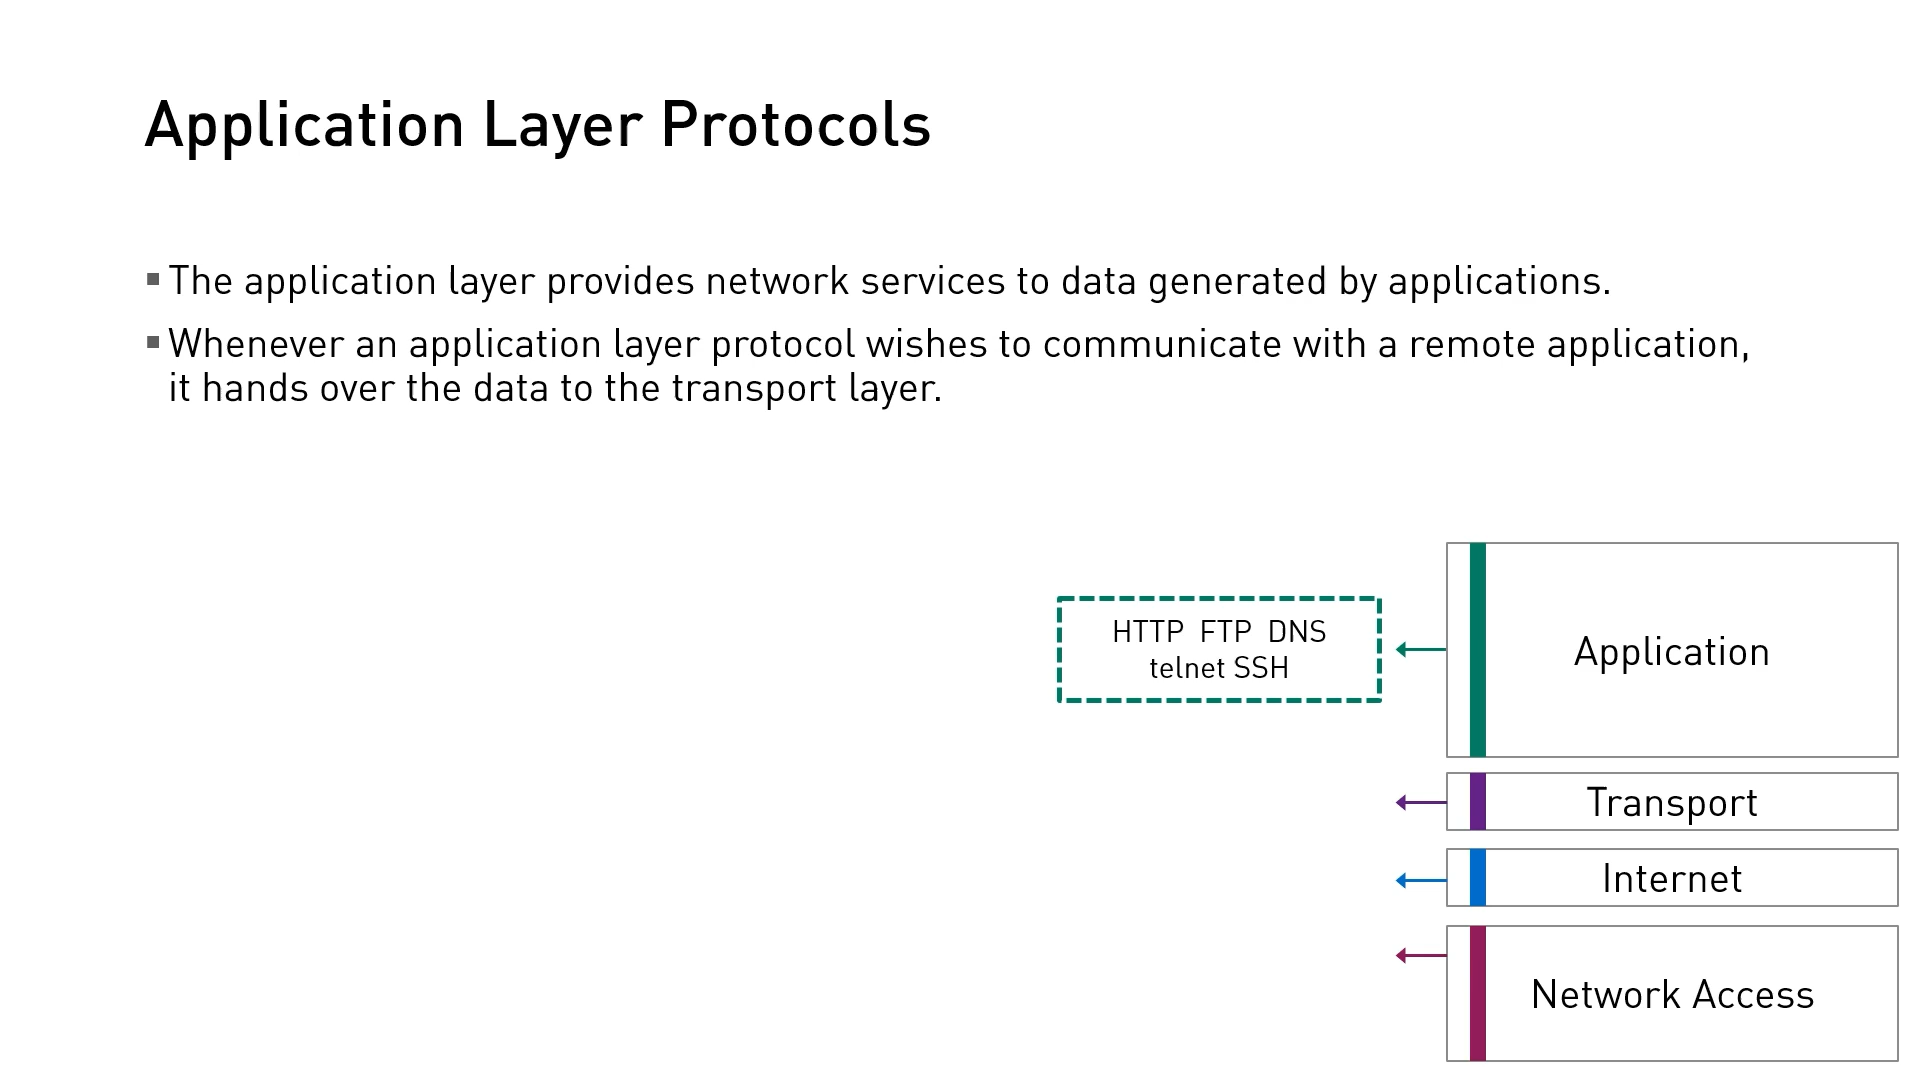 Application Layer Protocols
The application layer provides network services to data generated by applications.
Whenever an application layer protocol wishes to communicate with a remote application,
it hands over the data to the transport layer.
HTTP FTP DNS
telnet SSH
Application
Transport
Internet
Network Access